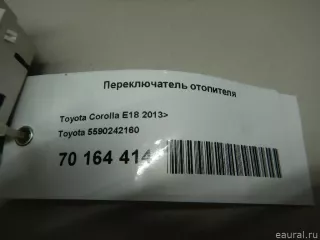 Переключатель отопителя
Toyota Corolla E18 2013>
Toyota 5590242160
70 164 414
eaural.ru